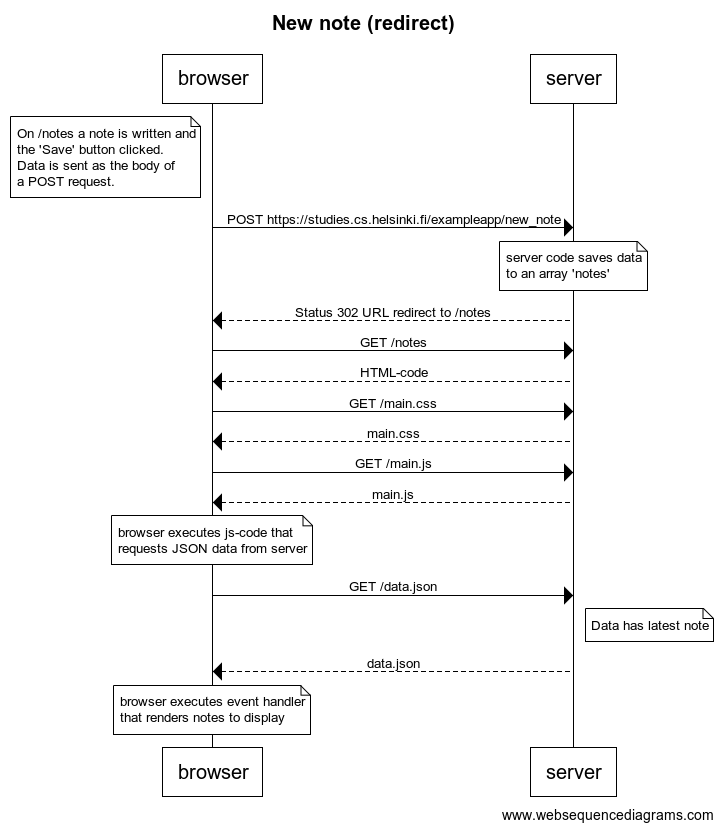 New note (redirect)
browser
server
On /notes a note is written and
the 'Save' button clicked.
Data is sent as the body of
a POST request.
POST https://studies.cs.helsinki.fi/exampleapp/new_note
server code saves data
to an array 'notes'
Status 302 URL redirect to /notes
GET /notes
HTML-code
GET /main.css
main.css
GET /main.js
main.js
browser executes js-code that
requests JSON data from server
GET /data.json
Data has latest note
data.json
browser executes event handler
that renders notes to display
browser
server
www.websequencediagrams.com